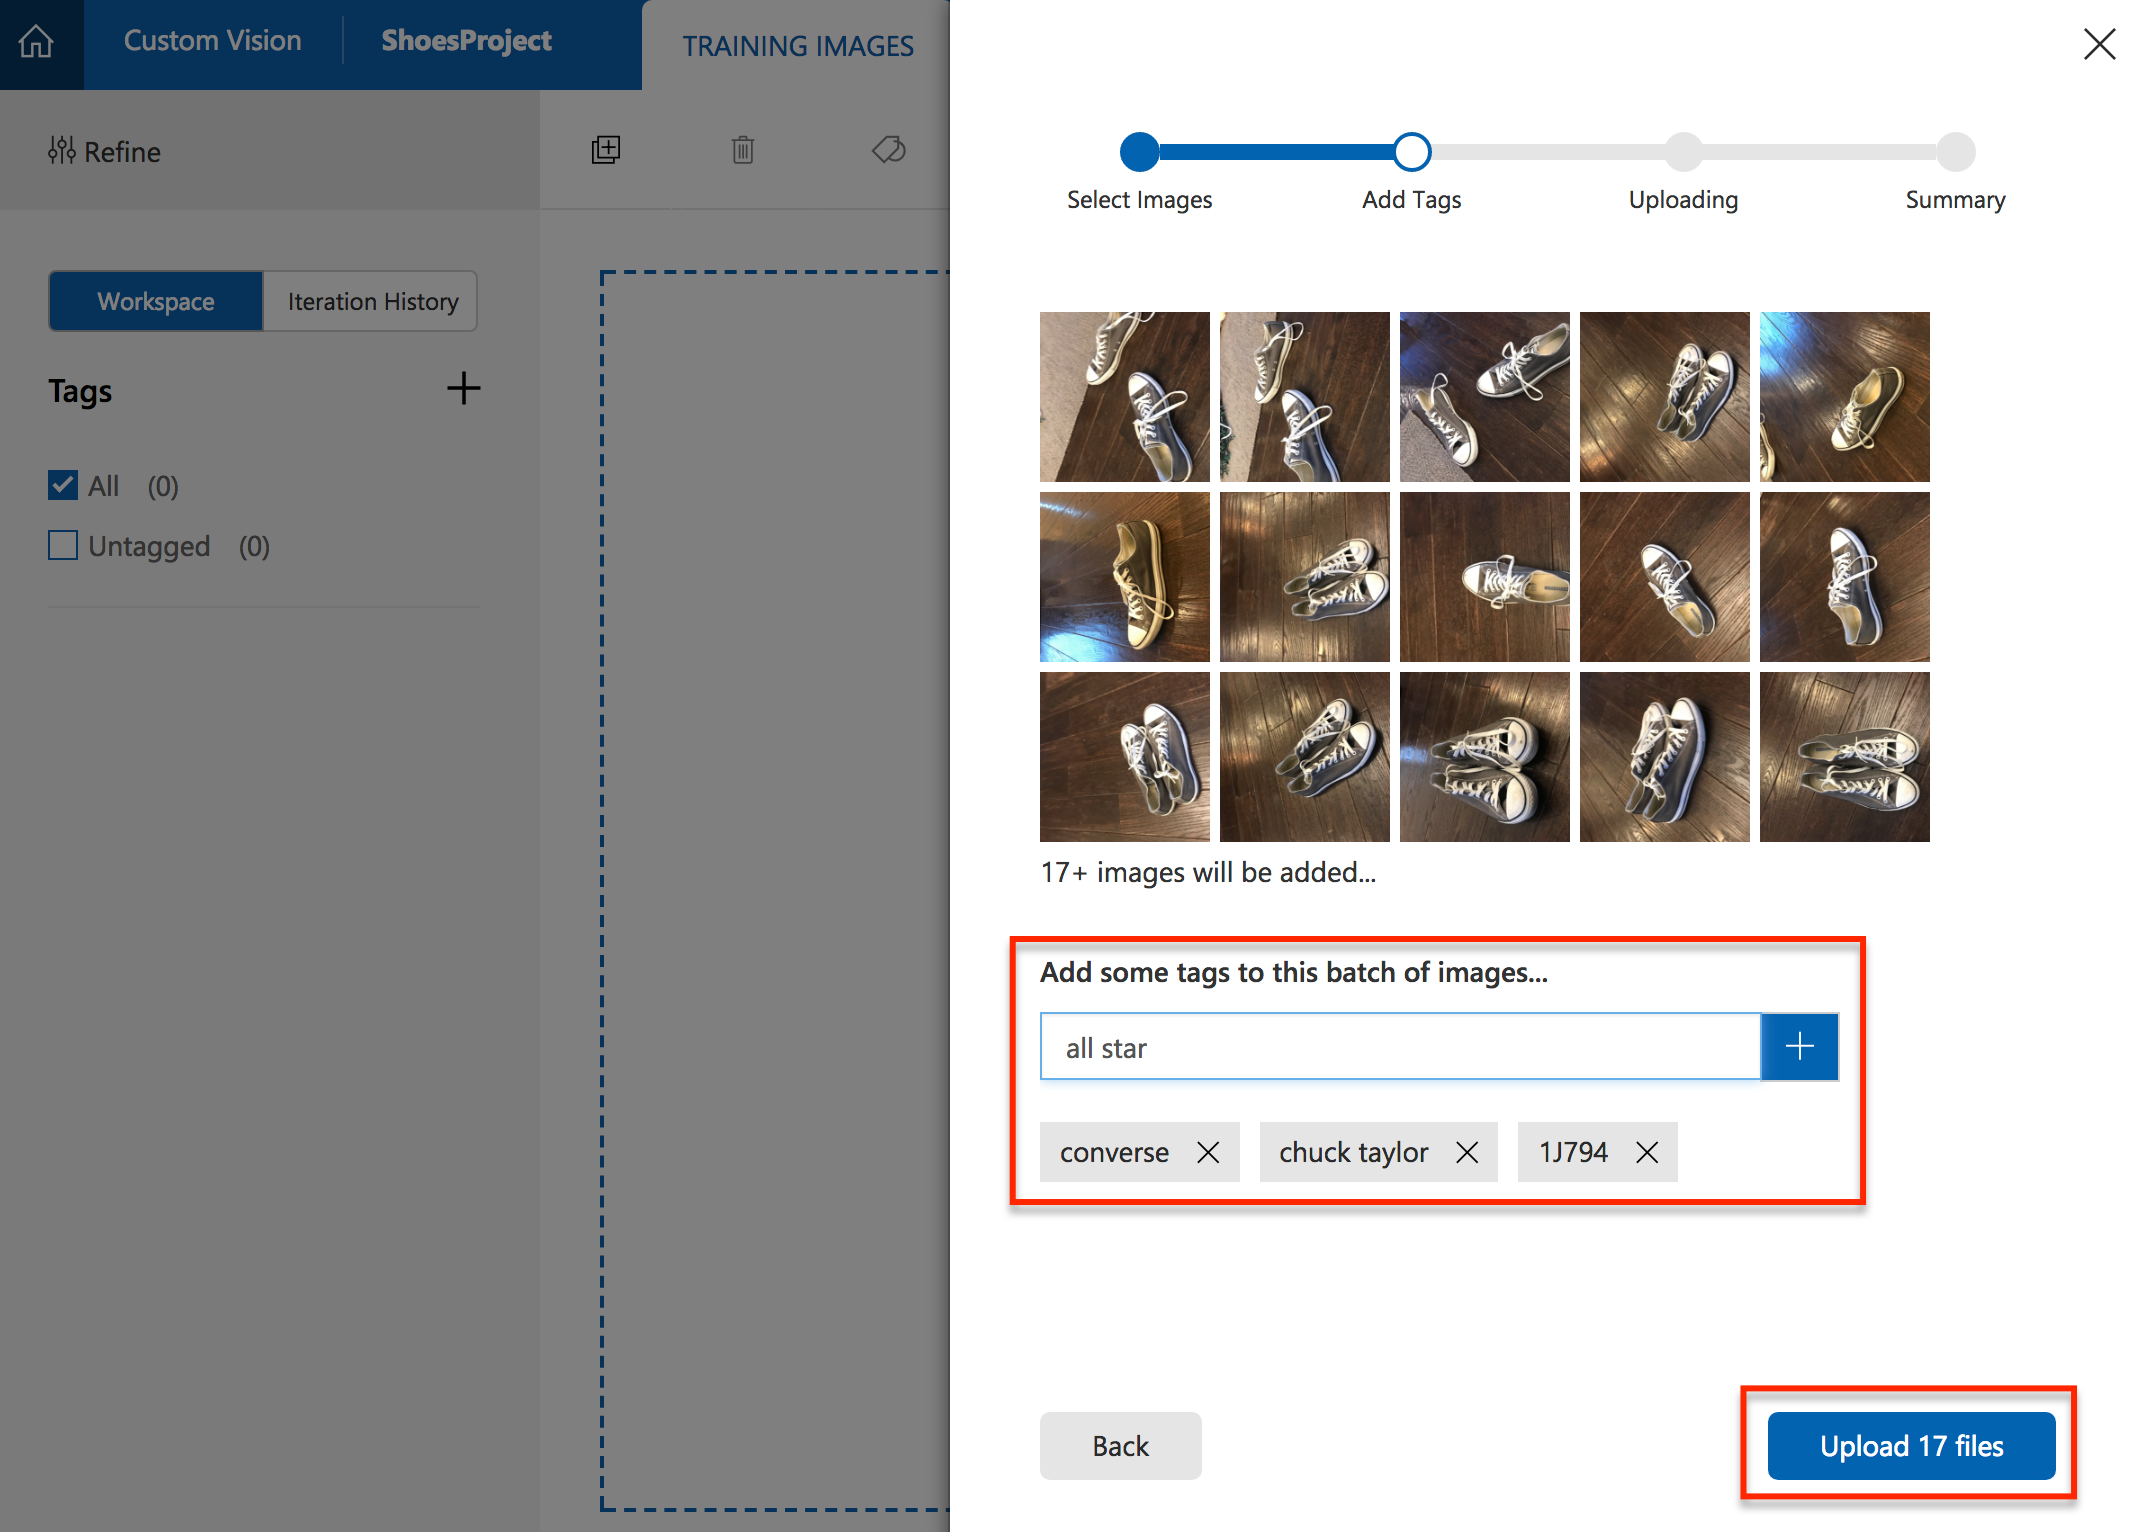 Custom Vision
ShoesProject
TRAINING IMAGES
Refine
Workspace
Iteration History
Tags
All (0)
Untagged (0)
Select Images
Add Tags
Uploading
Summary
17+ images will be added...
Add some tags to this batch of images...
all star
converse
chuck taylor
1J794
Back
Upload 17 files